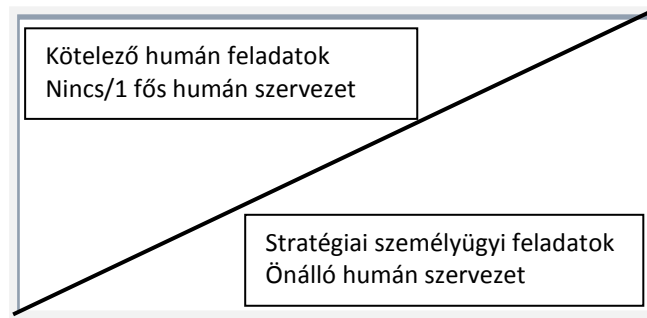 Kötelező humán feladatok
Nincs/1 fős humán szervezet
Stratégiai személyügyi feladatok
Önálló humán szervezet